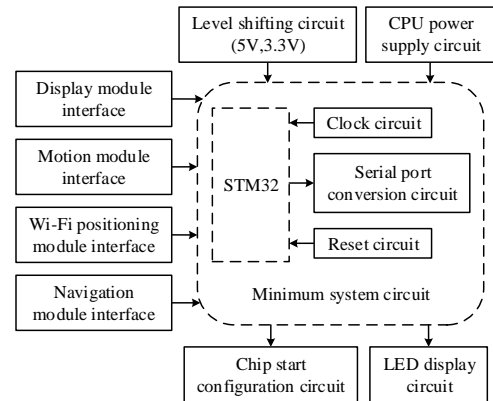 Level shifting circuit
(5V,3.3V)
CPU power
supply circuit
Display module
interface
Motion module
interface
Wi-Fi positioning
module interface
Navigation
module interface
STM32
Clock circuit
Serial port
conversion circuit
Reset circuit
Minimum system circuit
Chip start
configuration circuit
LED display
circuit